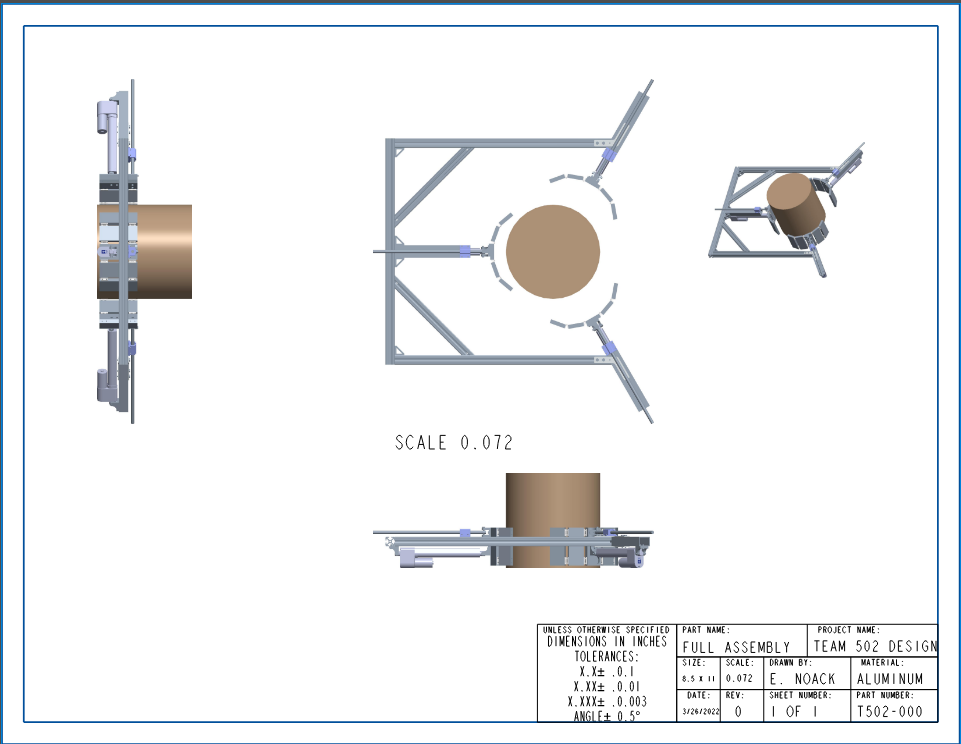 SCALE 0.072
UNLESS OTHERWISE SPECIFIED
DIMENSIONS IN INCHES
TOLERANCES:
X.X± .0.1
X.XX± .0.01
X.XXX± .0.003
ANGLE± 0.5°
PART NAME:
FULL ASSEMBLY
PROJECT NAME:
TEAM 502 DESIGN
SIZE:
8.5 X 11
SCALE:
0.072
DRAWN BY:
E. NOACK
MATERIAL:
ALUMINUM
DATE:
3/26/2022
REV:
0
SHEET NUMBER:
1 OF 1
PART NUMBER:
T502-000